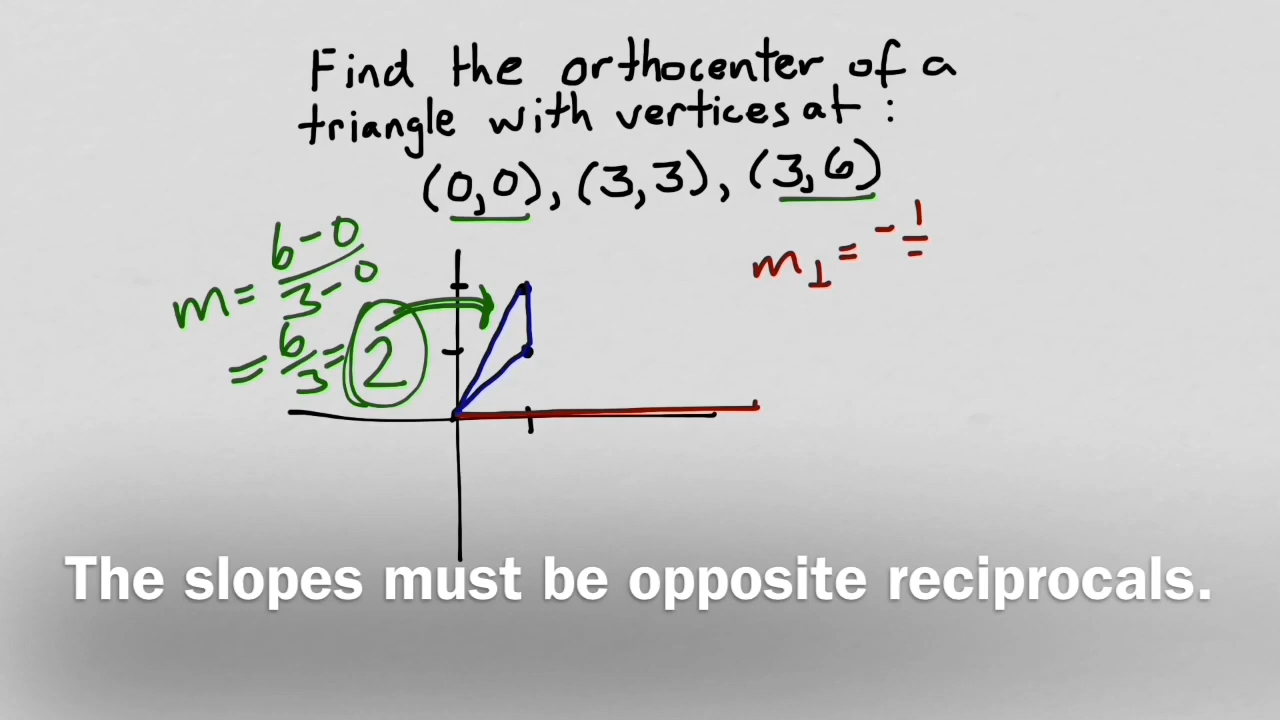 Find the orthocenter of a
triangle with vertices at :
(0,0), (3,3), (3,6)
m = 6-0/3-0
= 6/3 = 2
m⊥ = -1/
The slopes must be opposite reciprocals.